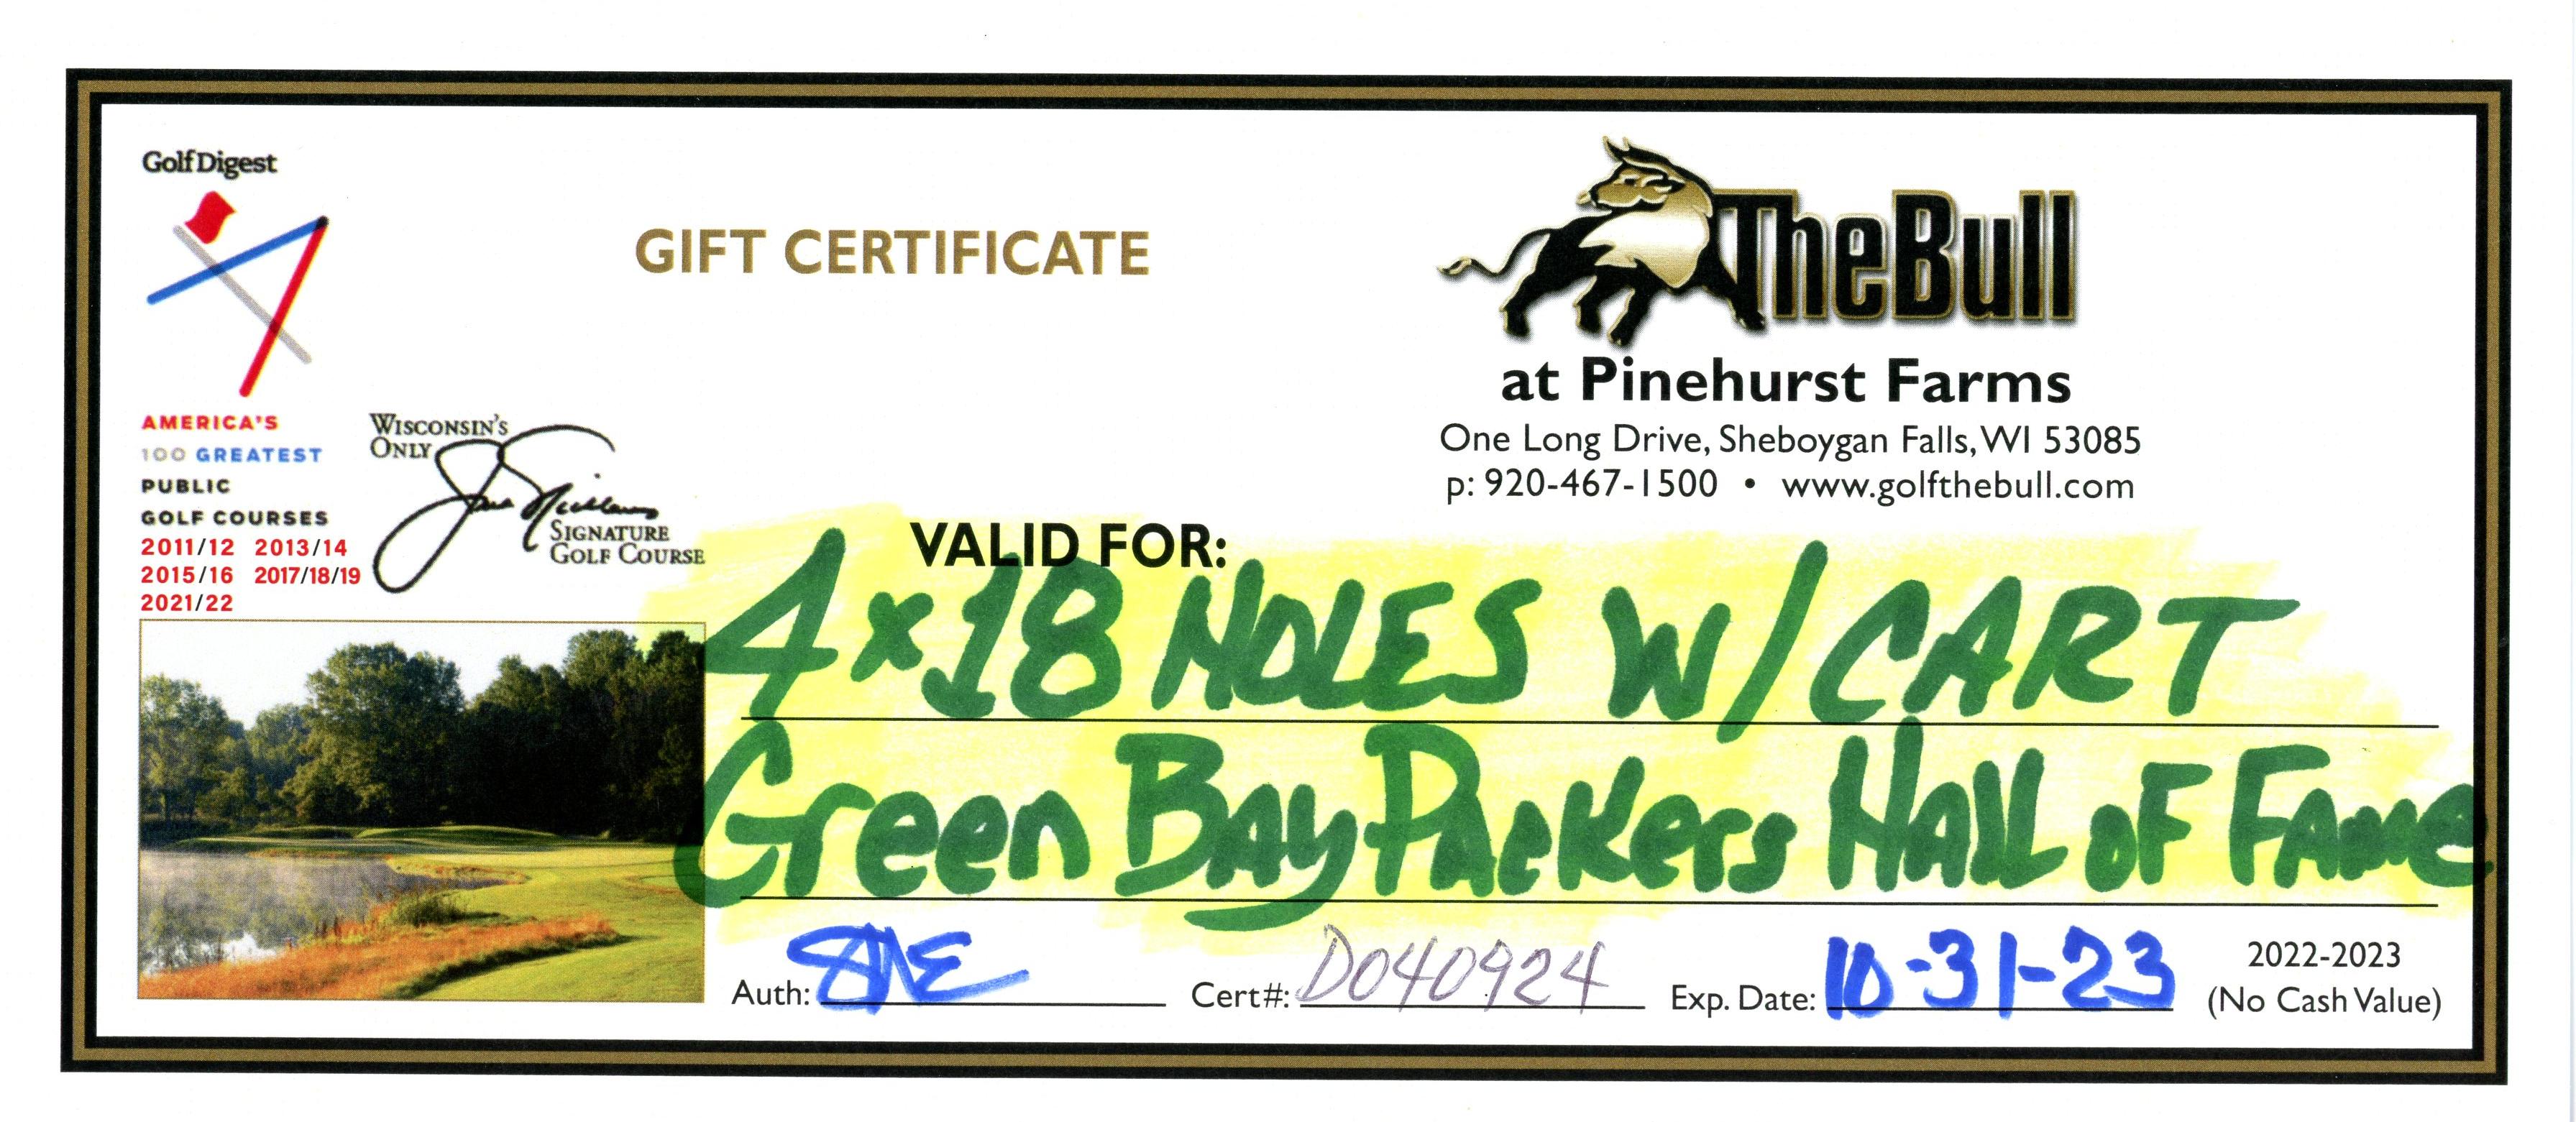 GolfDigest
AMERICA'S
100 GREATEST
PUBLIC
GOLF COURSES
2011/12 2013/14
2015/16 2017/18/19
2021/22
WISCONSIN'S
ONLY
Jack Nicklaus
SIGNATURE
GOLF COURSE
GIFT CERTIFICATE
TheBull
at Pinehurst Farms
One Long Drive, Sheboygan Falls, WI 53085
p: 920-467-1500 • www.golfthebull.com
VALID FOR:
4x18 HOLES W/CART
Green Bay Packers Hall of Fame
Auth:
Cert#: D040924
Exp. Date: 10-31-23
2022-2023
(No Cash Value)